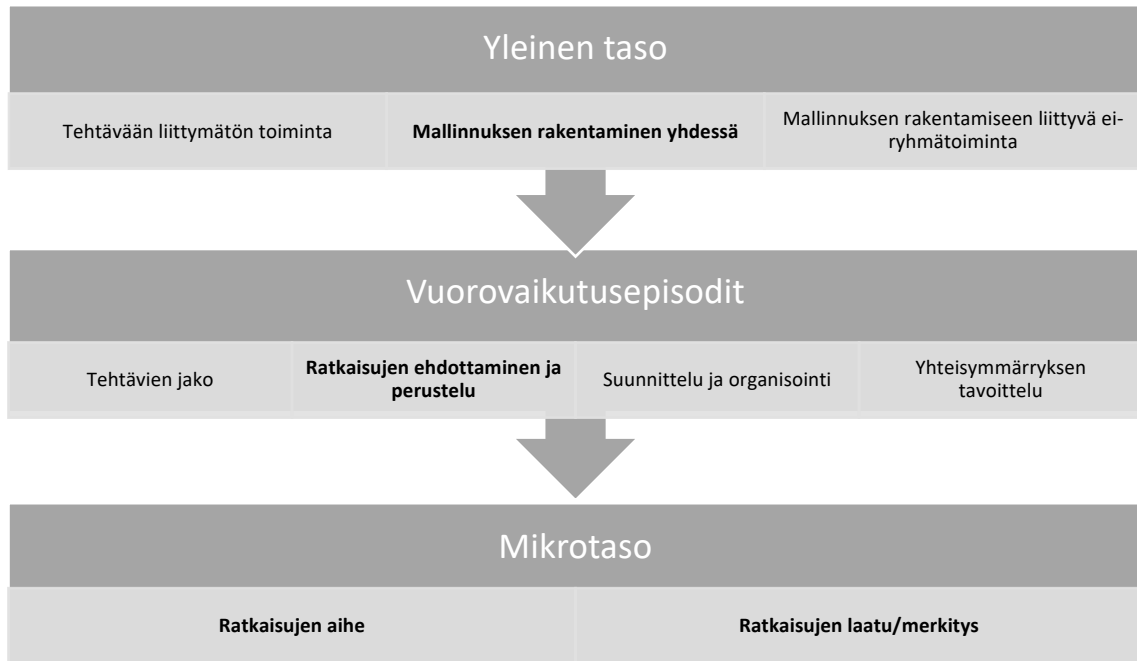 Yleinen taso
Tehtävään liittymätön toiminta
Mallinnuksen rakentaminen yhdessä
Mallinnuksen rakentamiseen liittyvä ei-
ryhmätoiminta
Vuorovaikutusepisodit
Tehtävien jako
Ratkaisujen ehdottaminen ja
perustelu
Suunnittelu ja organisointi
Yhteisymmärryksen
tavoittelu
Mikrotaso
Ratkaisujen aihe
Ratkaisujen laatu/merkitys